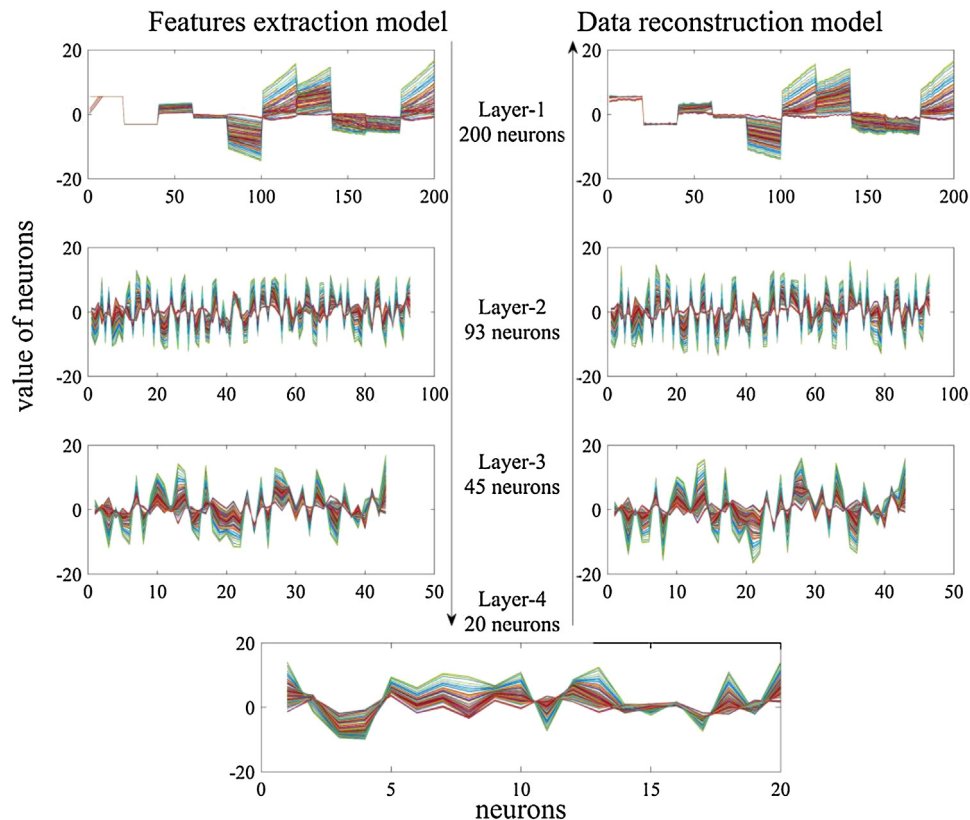 Features extraction model
Data reconstruction model
20
0
-20
0 50 100 150 200
Layer-1
200 neurons
20
0
-20
0 50 100 150 200
value of neurons
20
0
-20
0 20 40 60 80 100
Layer-2
93 neurons
20
0
-20
0 20 40 60 80 100
20
0
-20
0 10 20 30 40 50
Layer-3
45 neurons
20
0
-20
0 10 20 30 40 50
Layer-4
20 neurons
20
0
-20
0 5 10 15 20
neurons